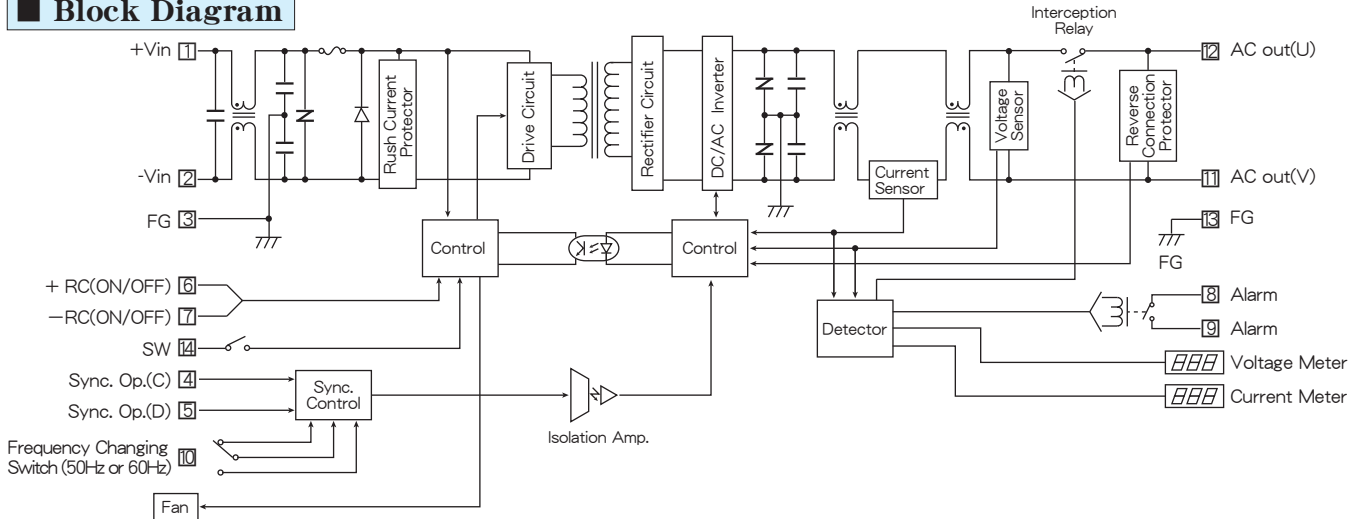 ■ Block Diagram
Interception
Relay
+Vin 1
12 AC out(U)
Rush Current
Protector
Drive Circuit
Rectifier Circuit
DC/AC Inverter
Voltage
Sensor
Reverse
Connection
Protector
-Vin 2
Current
Sensor
11 AC out(V)
FG 3
13 FG
FG
Control
Control
+ RC(ON/OFF) 6
−RC(ON/OFF) 7
8 Alarm
9 Alarm
Detector
SW 14
Voltage Meter
Sync. Op.(C) 4
Sync.
Control
Current Meter
Sync. Op.(D) 5
Isolation Amp.
Frequency Changing
Switch (50Hz or 60Hz) 10
Fan